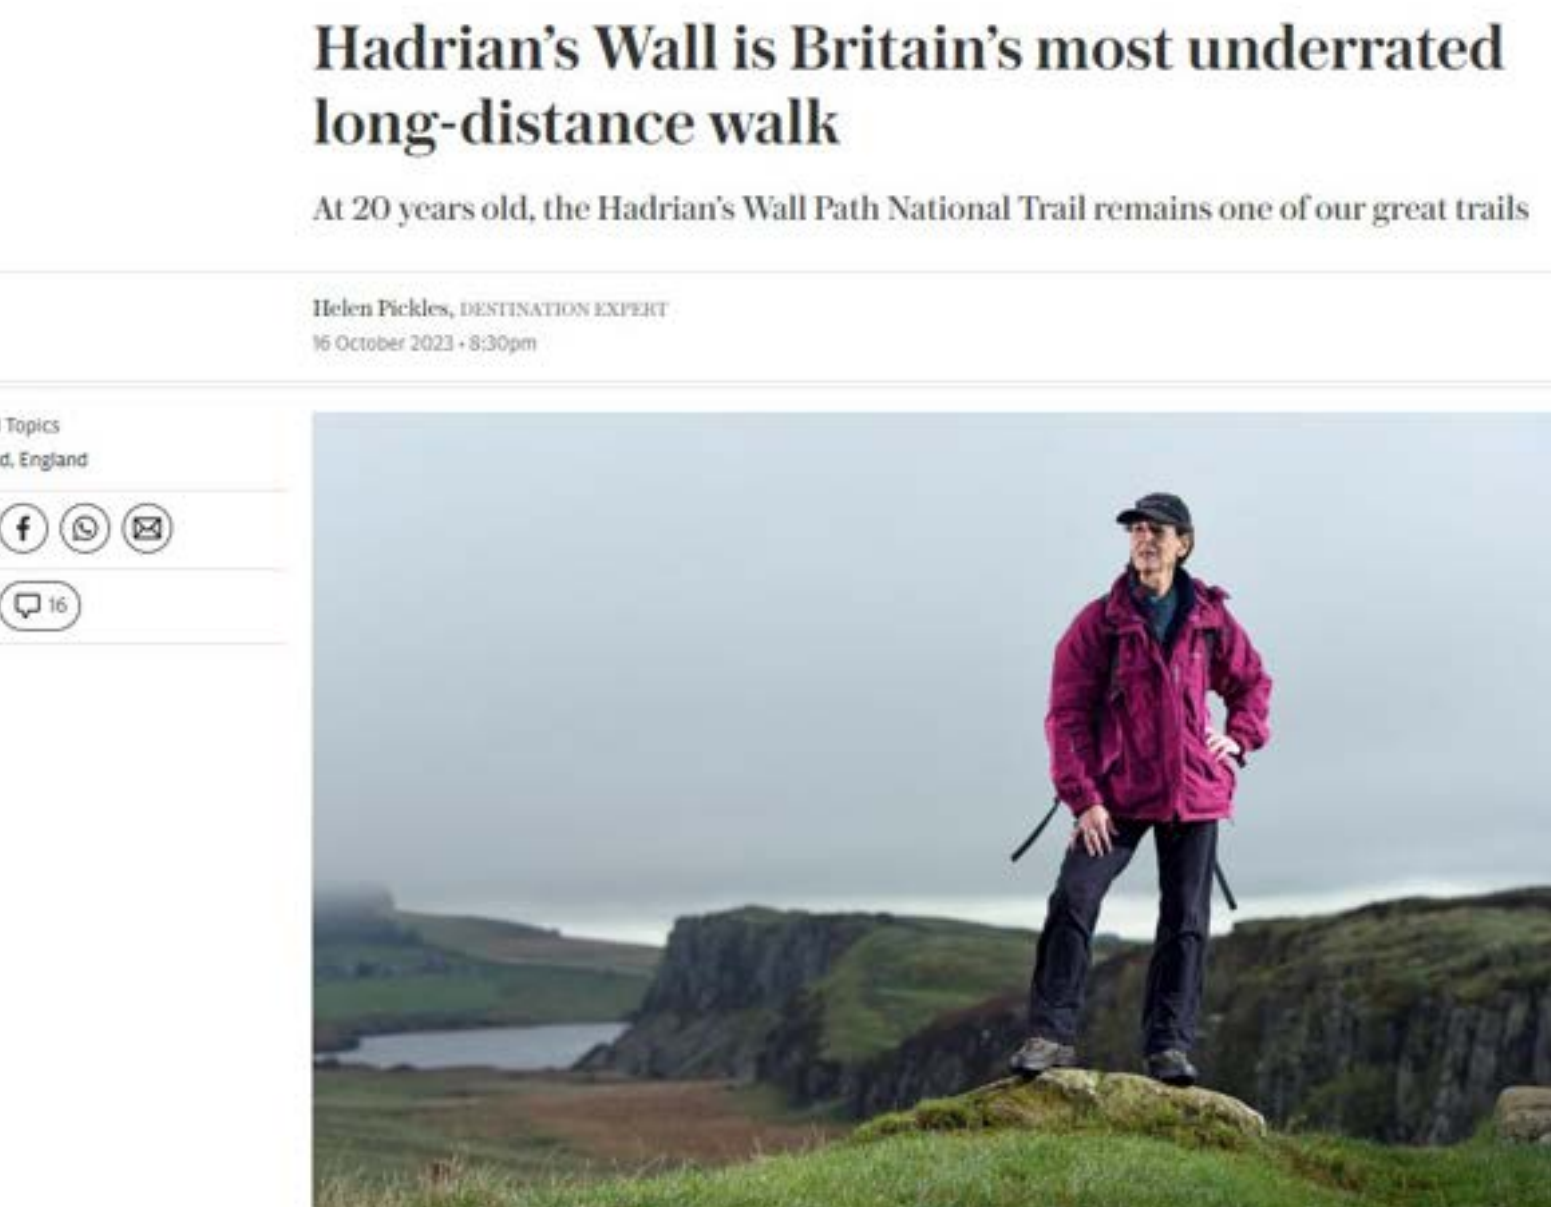 Hadrian's Wall is Britain's most underrated
long-distance walk
At 20 years old, the Hadrian's Wall Path National Trail remains one of our great trails
Helen Pickles, DESTINATION EXPERT
16 October 2023 • 8:30pm
Topics
d, England
16